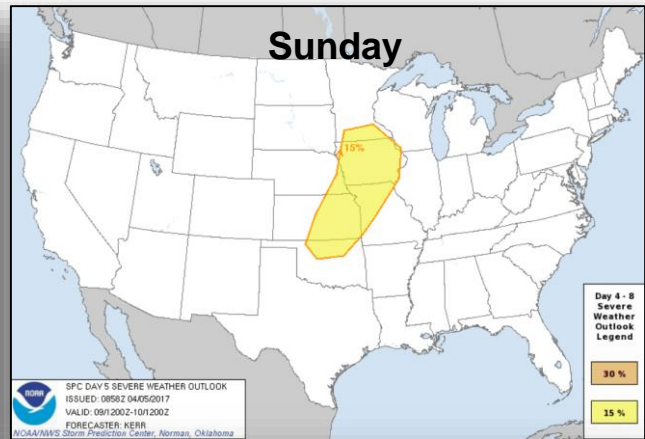 Sunday
15%
Day 4 - 8
Severe
Weather
Outlook
Legend
30 %
15 %
NOAA
SPC DAY 5 SEVERE WEATHER OUTLOOK
ISSUED: 0858Z 04/05/2017
VALID: 09/1200Z-10/1200Z
FORECASTER: KERR
NOAA/NWS Storm Prediction Center, Norman, Oklahoma